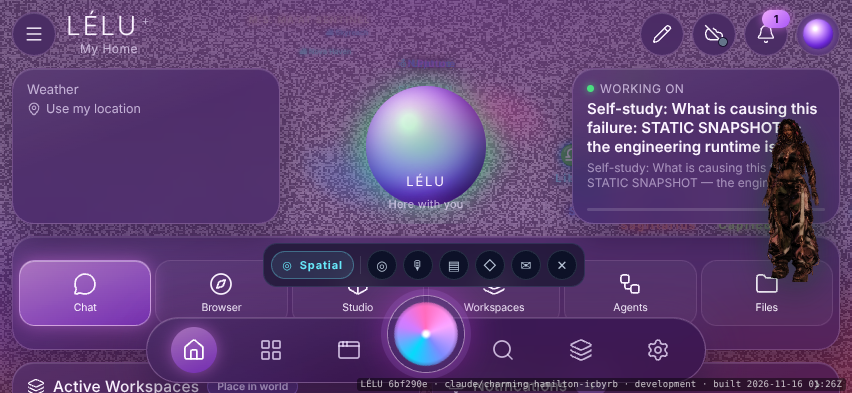 LÉLU +
My Home
1
Weather
Use my location
LÉLU
Here with you
WORKING ON
Self-study: What is causing this
failure: STATIC SNAPSHOT
the engineering runtime is
Self-study: What is causing this
STATIC SNAPSHOT — the engin
Spatial
Chat
Browser
Studio
Workspaces
Agents
Files
Active Workspaces
Place in world
Notifications
LÉLU 6bf290e · claude/charming-hamilton-icbyrb · development · built 2026-11-16 01:26Z